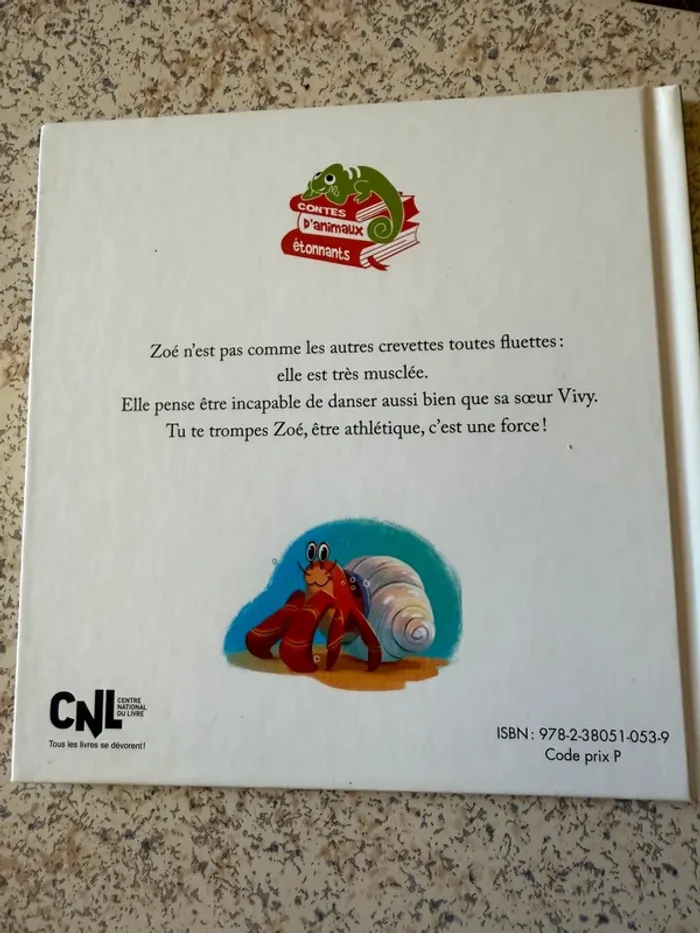 CONTES
D'animaux
étonnants
Zoé n'est pas comme les autres crevettes toutes fluettes :
elle est très musclée.
Elle pense être incapable de danser aussi bien que sa sœur Vivy.
Tu te trompes Zoé, être athlétique, c'est une force !
CNL CENTRE
NATIONAL
DU LIVRE
Tous les livres se dévorent !
ISBN : 978-2-38051-053-9
Code prix P